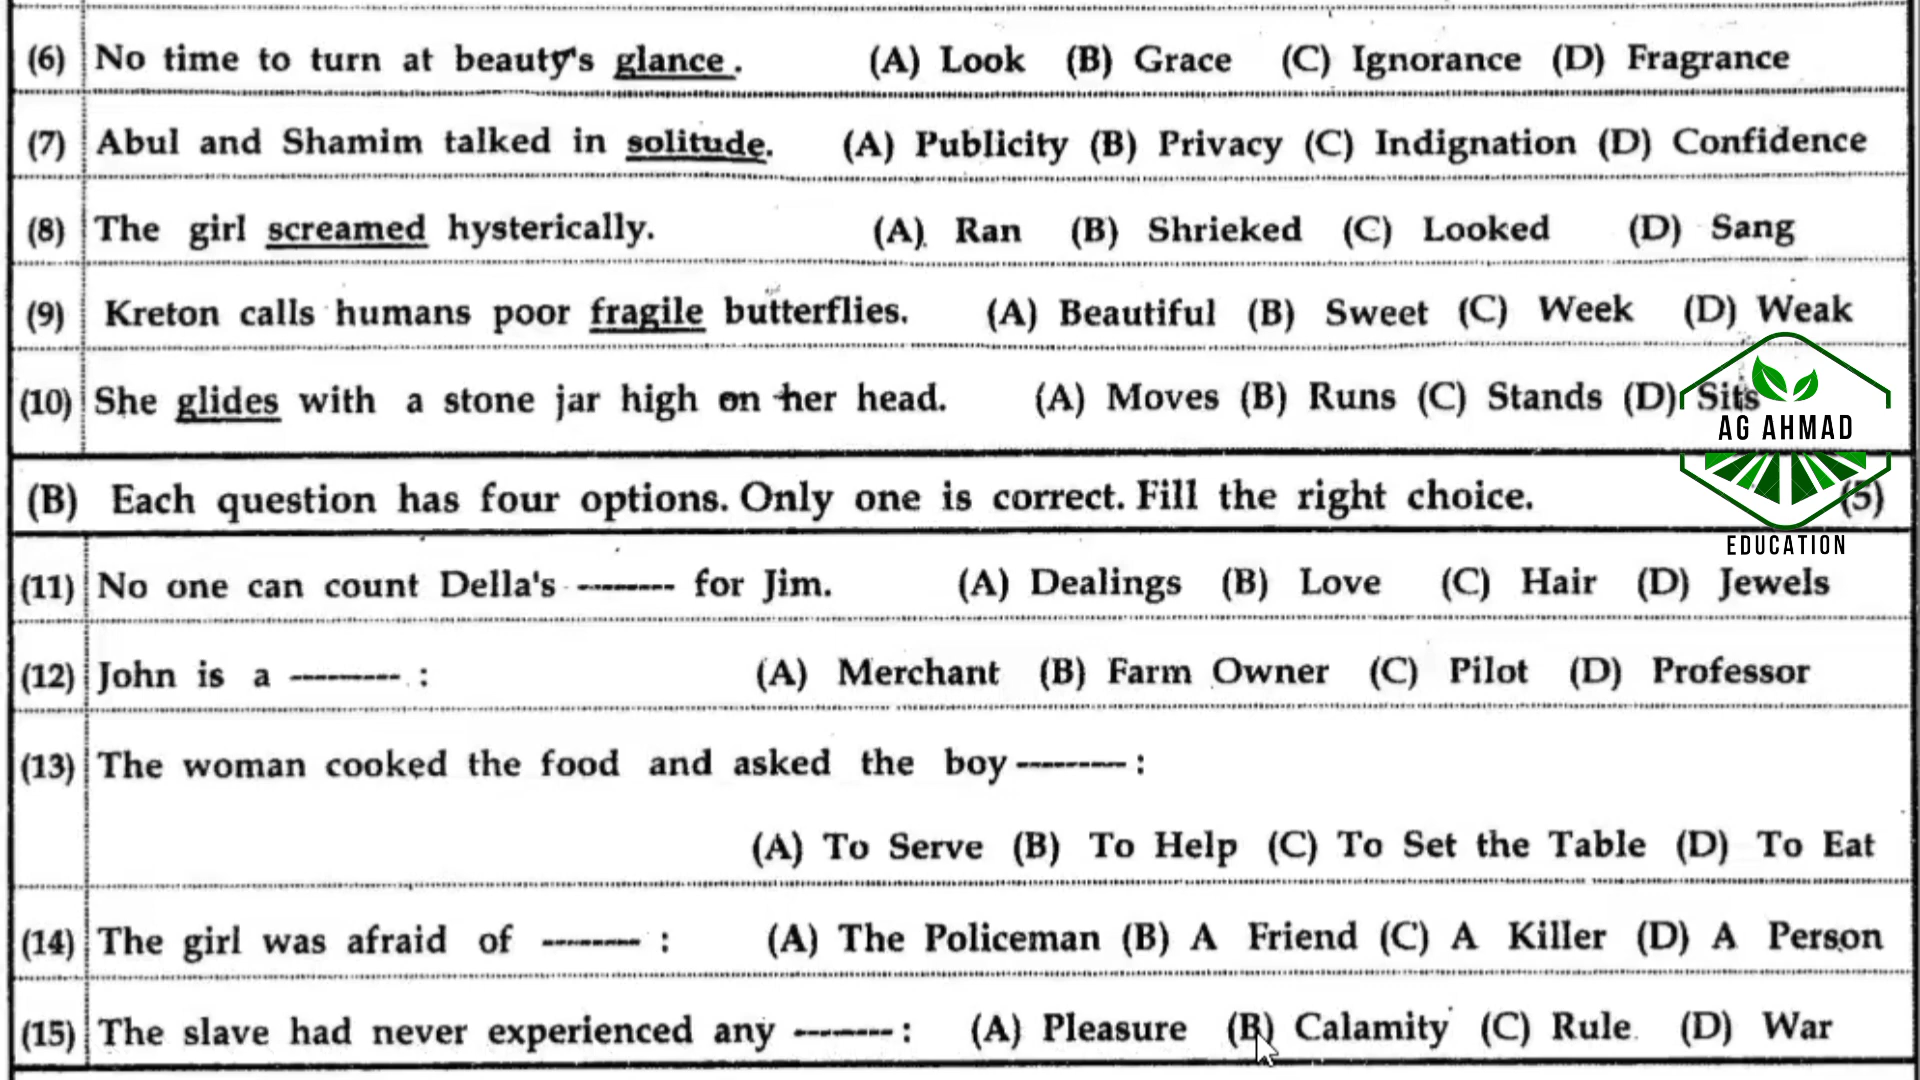 (6) No time to turn at beauty's glance. (A) Look (B) Grace (C) Ignorance (D) Fragrance
(7) Abul and Shamim talked in solitude. (A) Publicity (B) Privacy (C) Indignation (D) Confidence
(8) The girl screamed hysterically. (A) Ran (B) Shrieked (C) Looked (D) Sang
(9) Kreton calls humans poor fragile butterflies. (A) Beautiful (B) Sweet (C) Week (D) Weak
(10) She glides with a stone jar high on her head. (A) Moves (B) Runs (C) Stands (D) Sits
AG AHMAD
EDUCATION
(B) Each question has four options. Only one is correct. Fill the right choice. (5)
(11) No one can count Della's -------- for Jim. (A) Dealings (B) Love (C) Hair (D) Jewels
(12) John is a --------- : (A) Merchant (B) Farm Owner (C) Pilot (D) Professor
(13) The woman cooked the food and asked the boy --------- :
(A) To Serve (B) To Help (C) To Set the Table (D) To Eat
(14) The girl was afraid of -------- : (A) The Policeman (B) A Friend (C) A Killer (D) A Person
(15) The slave had never experienced any -------- : (A) Pleasure (B) Calamity (C) Rule (D) War